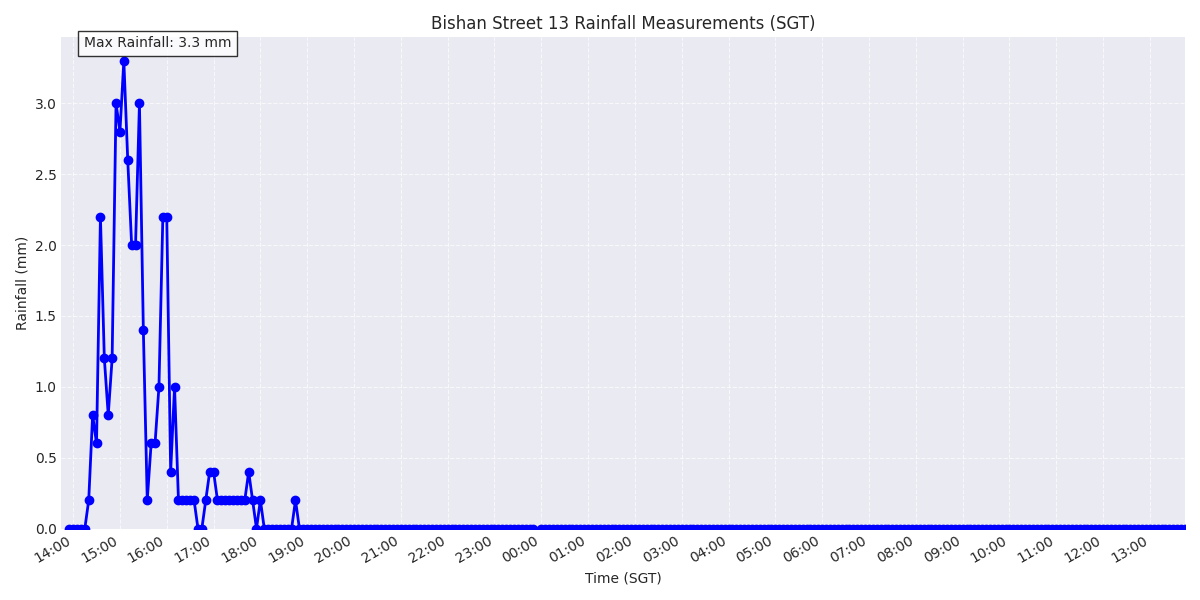 Bishan Street 13 Rainfall Measurements (SGT)
Max Rainfall: 3.3 mm
Rainfall (mm)
3.0
2.5
2.0
1.5
1.0
0.5
0.0
14:00 15:00 16:00 17:00 18:00 19:00 20:00 21:00 22:00 23:00 00:00 01:00 02:00 03:00 04:00 05:00 06:00 07:00 08:00 09:00 10:00 11:00 12:00 13:00
Time (SGT)